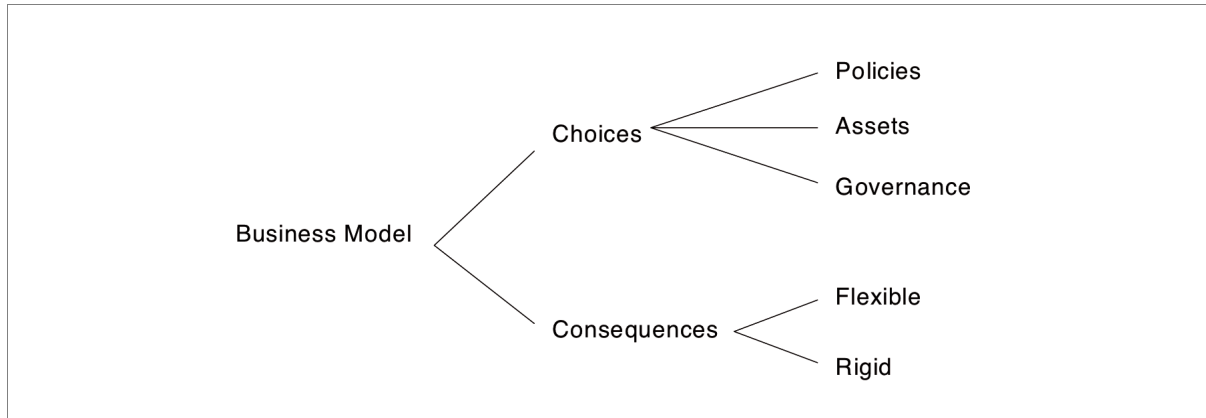 Policies
Choices
Assets
Governance
Business Model
Flexible
Consequences
Rigid